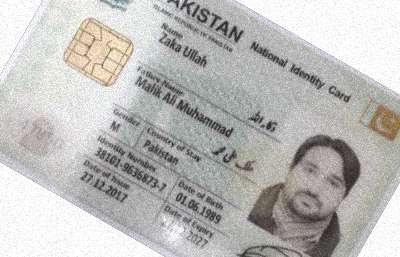 PAKISTAN National Identity Card
ISLAMIC REPUBLIC OF PAKISTAN
Name
Zaka Ullah
Father Name
Malik Ali Muhammad
Gender Country of Stay
M Pakistan
Identity Number Date of Birth
38101-9636873-7 01.06.1989
Date of Issue Date of Expiry
27.12.2017 2027